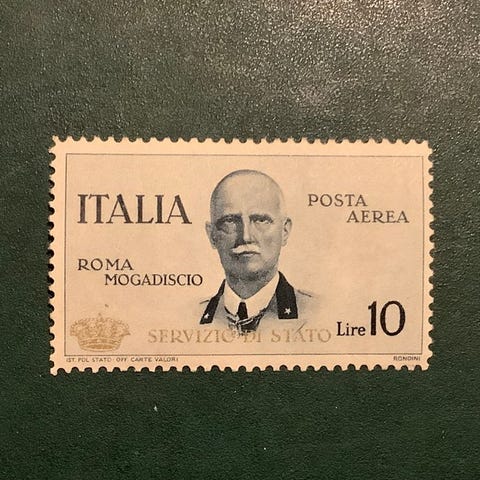 ITALIA
POSTA
AEREA
ROMA
MOGADISCIO
SERVIZIO DI STATO
Lire 10
IST. POL. STATO-OFF. CARTE VALORI
RONDINI